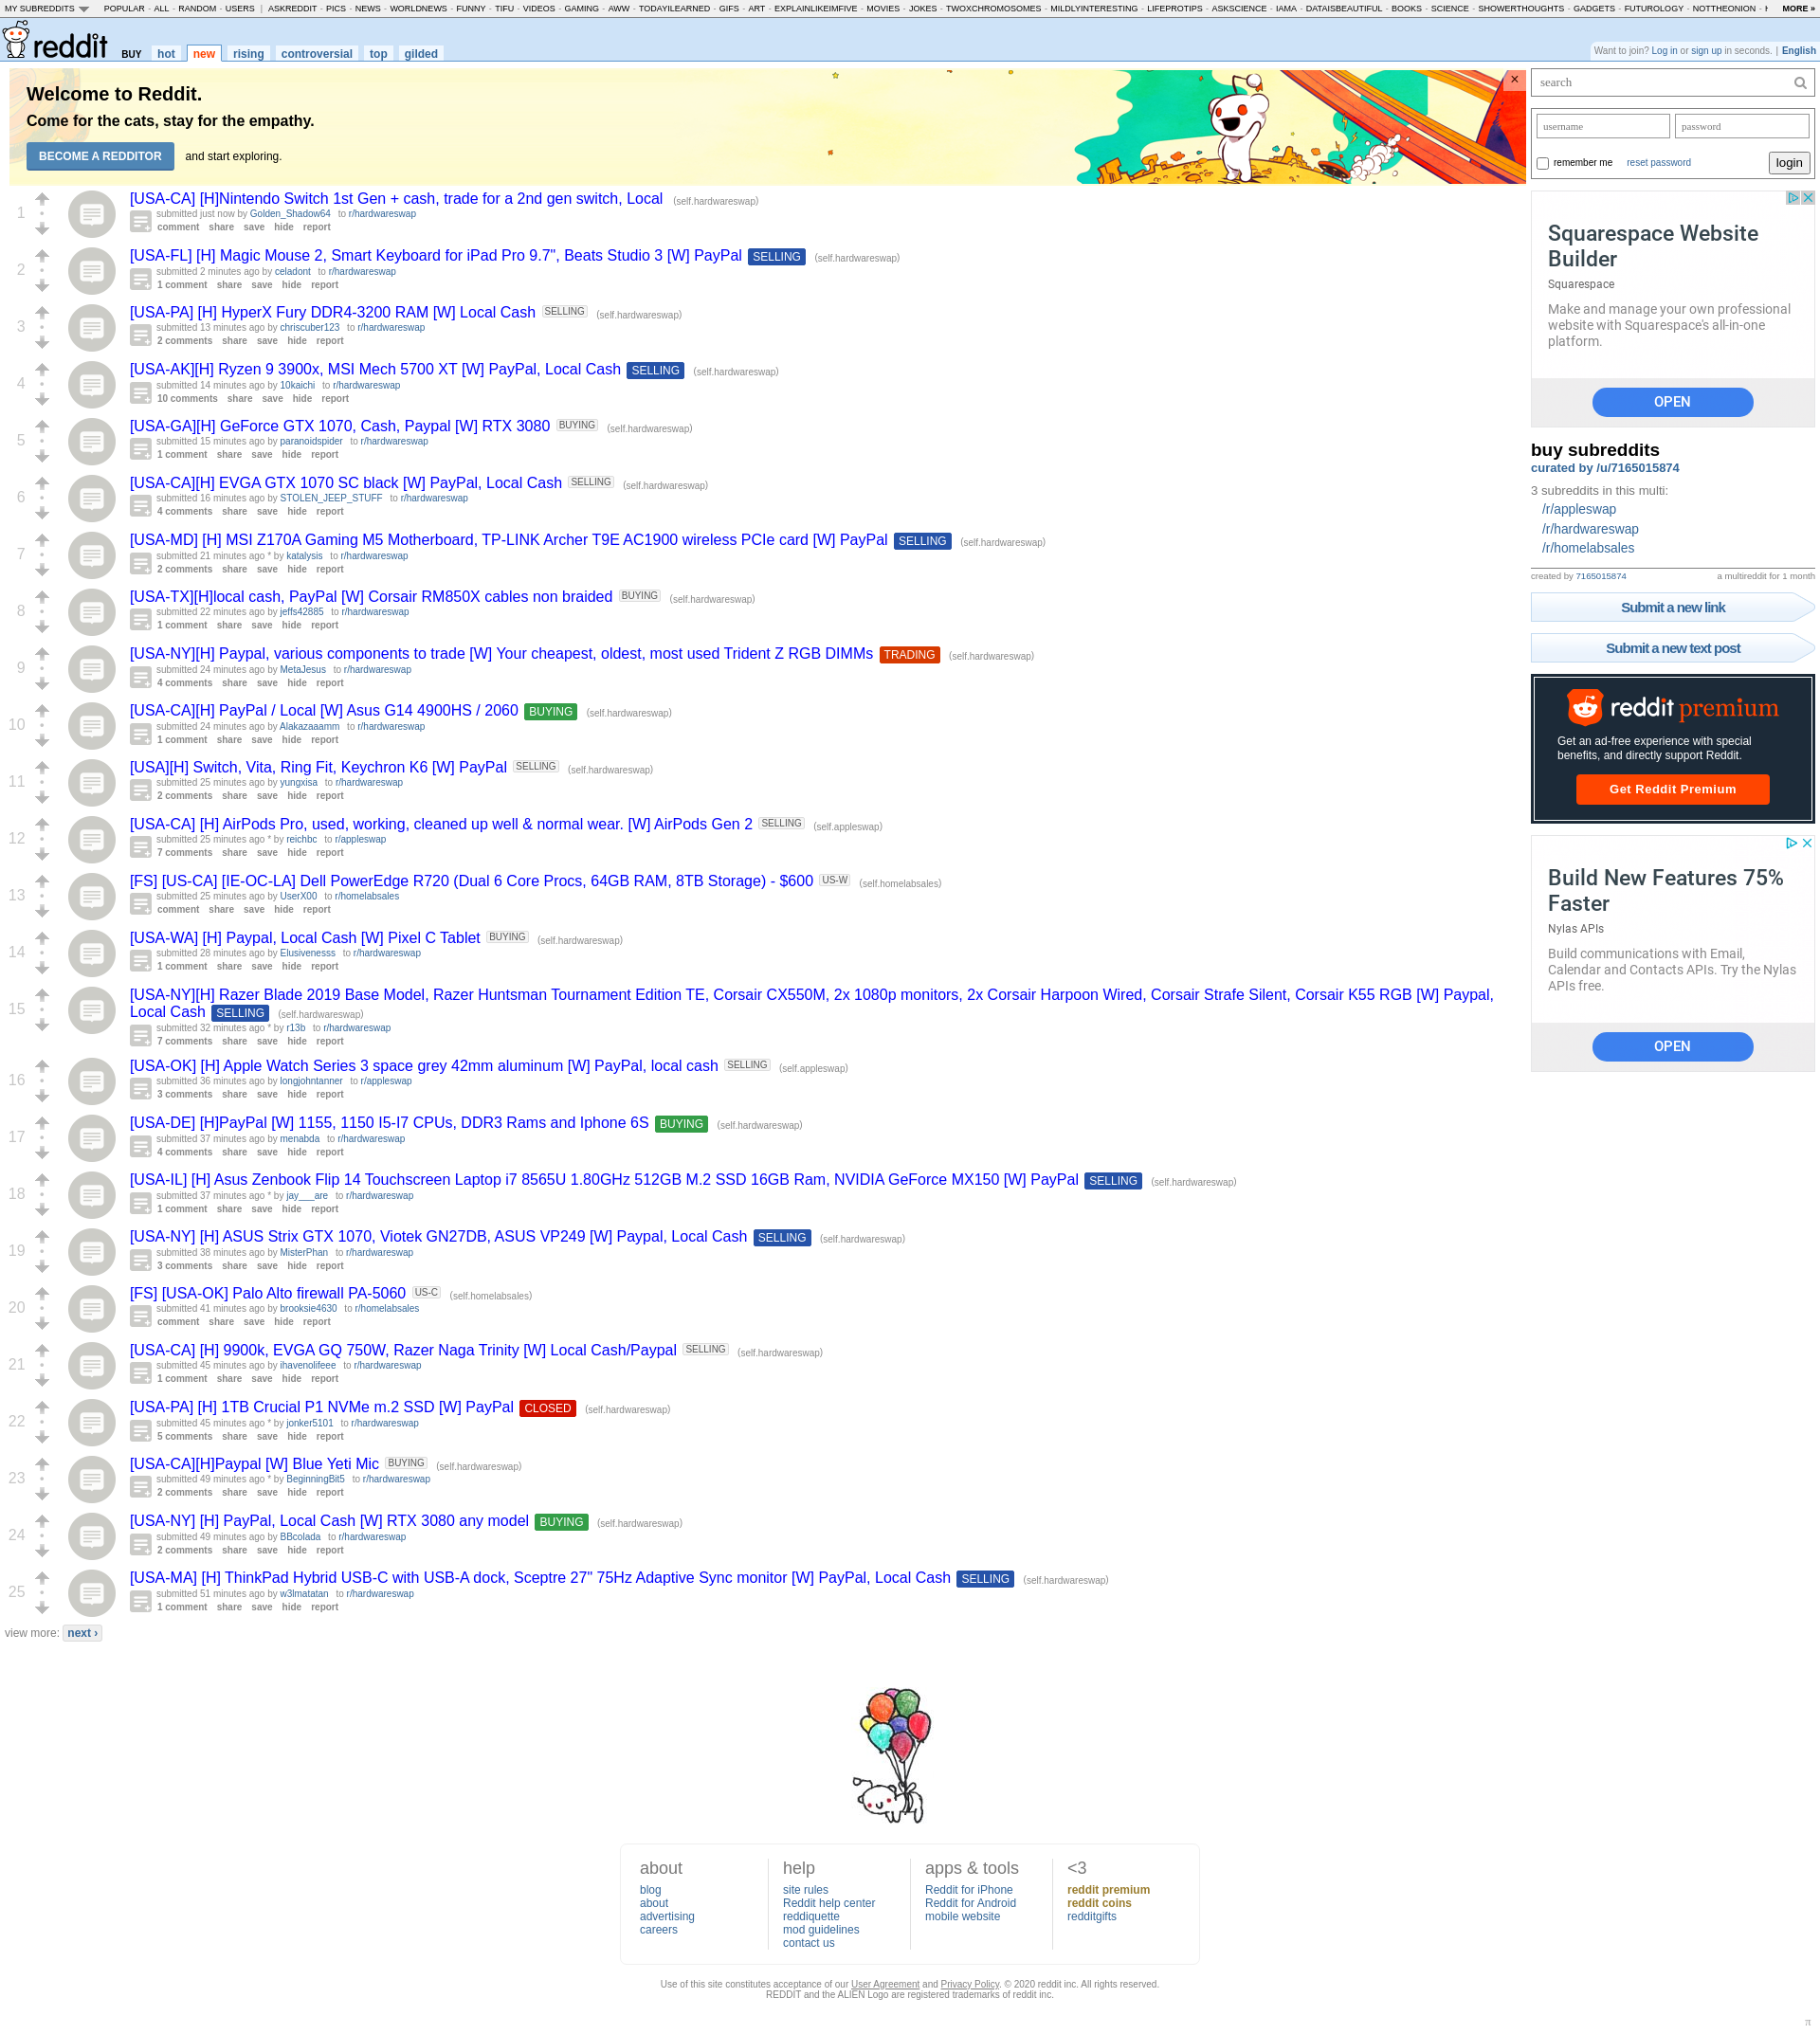 MY SUBREDDITS POPULAR - ALL - RANDOM - USERS | ASKREDDIT - PICS - NEWS - WORLDNEWS - FUNNY - TIFU - VIDEOS - GAMING - AWW - TODAYILEARNED - GIFS - ART - EXPLAINLIKEIMFIVE - MOVIES - JOKES - TWOXCHROMOSOMES - MILDLYINTERESTING - LIFEPROTIPS - ASKSCIENCE - IAMA - DATAISBEAUTIFUL - BOOKS - SCIENCE - SHOWERTHOUGHTS - GADGETS - FUTUROLOGY - NOTTHEONION - MORE »
reddit BUY hot new rising controversial top gilded
Want to join? Log in or sign up in seconds. | English
Welcome to Reddit.
Come for the cats, stay for the empathy.
BECOME A REDDITOR and start exploring.
×
1
[USA-CA] [H]Nintendo Switch 1st Gen + cash, trade for a 2nd gen switch, Local (self.hardwareswap)
submitted just now by Golden_Shadow64 to r/hardwareswap
comment share save hide report
2
[USA-FL] [H] Magic Mouse 2, Smart Keyboard for iPad Pro 9.7", Beats Studio 3 [W] PayPal SELLING (self.hardwareswap)
submitted 2 minutes ago by celadont to r/hardwareswap
1 comment share save hide report
3
[USA-PA] [H] HyperX Fury DDR4-3200 RAM [W] Local Cash SELLING (self.hardwareswap)
submitted 13 minutes ago by chriscuber123 to r/hardwareswap
2 comments share save hide report
4
[USA-AK][H] Ryzen 9 3900x, MSI Mech 5700 XT [W] PayPal, Local Cash SELLING (self.hardwareswap)
submitted 14 minutes ago by 10kaichi to r/hardwareswap
10 comments share save hide report
5
[USA-GA][H] GeForce GTX 1070, Cash, Paypal [W] RTX 3080 BUYING (self.hardwareswap)
submitted 15 minutes ago by paranoidspider to r/hardwareswap
1 comment share save hide report
6
[USA-CA][H] EVGA GTX 1070 SC black [W] PayPal, Local Cash SELLING (self.hardwareswap)
submitted 16 minutes ago by STOLEN_JEEP_STUFF to r/hardwareswap
4 comments share save hide report
7
[USA-MD] [H] MSI Z170A Gaming M5 Motherboard, TP-LINK Archer T9E AC1900 wireless PCIe card [W] PayPal SELLING (self.hardwareswap)
submitted 21 minutes ago * by katalysis to r/hardwareswap
2 comments share save hide report
8
[USA-TX][H]local cash, PayPal [W] Corsair RM850X cables non braided BUYING (self.hardwareswap)
submitted 22 minutes ago by jeffs42885 to r/hardwareswap
1 comment share save hide report
9
[USA-NY][H] Paypal, various components to trade [W] Your cheapest, oldest, most used Trident Z RGB DIMMs TRADING (self.hardwareswap)
submitted 24 minutes ago by MetaJesus to r/hardwareswap
4 comments share save hide report
10
[USA-CA][H] PayPal / Local [W] Asus G14 4900HS / 2060 BUYING (self.hardwareswap)
submitted 24 minutes ago by Alakazaaamm to r/hardwareswap
1 comment share save hide report
11
[USA][H] Switch, Vita, Ring Fit, Keychron K6 [W] PayPal SELLING (self.hardwareswap)
submitted 25 minutes ago by yungxisa to r/hardwareswap
2 comments share save hide report
12
[USA-CA] [H] AirPods Pro, used, working, cleaned up well & normal wear. [W] AirPods Gen 2 SELLING (self.appleswap)
submitted 25 minutes ago * by reichbc to r/appleswap
7 comments share save hide report
13
[FS] [US-CA] [IE-OC-LA] Dell PowerEdge R720 (Dual 6 Core Procs, 64GB RAM, 8TB Storage) - $600 US-W (self.homelabsales)
submitted 25 minutes ago by UserX00 to r/homelabsales
comment share save hide report
14
[USA-WA] [H] Paypal, Local Cash [W] Pixel C Tablet BUYING (self.hardwareswap)
submitted 28 minutes ago by Elusivenesss to r/hardwareswap
1 comment share save hide report
15
[USA-NY][H] Razer Blade 2019 Base Model, Razer Huntsman Tournament Edition TE, Corsair CX550M, 2x 1080p monitors, 2x Corsair Harpoon Wired, Corsair Strafe Silent, Corsair K55 RGB [W] Paypal,
Local Cash SELLING (self.hardwareswap)
submitted 32 minutes ago * by r13b to r/hardwareswap
7 comments share save hide report
16
[USA-OK] [H] Apple Watch Series 3 space grey 42mm aluminum [W] PayPal, local cash SELLING (self.appleswap)
submitted 36 minutes ago by longjohntanner to r/appleswap
3 comments share save hide report
17
[USA-DE] [H]PayPal [W] 1155, 1150 I5-I7 CPUs, DDR3 Rams and Iphone 6S BUYING (self.hardwareswap)
submitted 37 minutes ago by menabda to r/hardwareswap
4 comments share save hide report
18
[USA-IL] [H] Asus Zenbook Flip 14 Touchscreen Laptop i7 8565U 1.80GHz 512GB M.2 SSD 16GB Ram, NVIDIA GeForce MX150 [W] PayPal SELLING (self.hardwareswap)
submitted 37 minutes ago * by jay___are to r/hardwareswap
1 comment share save hide report
19
[USA-NY] [H] ASUS Strix GTX 1070, Viotek GN27DB, ASUS VP249 [W] Paypal, Local Cash SELLING (self.hardwareswap)
submitted 38 minutes ago by MisterPhan to r/hardwareswap
3 comments share save hide report
20
[FS] [USA-OK] Palo Alto firewall PA-5060 US-C (self.homelabsales)
submitted 41 minutes ago by brooksie4630 to r/homelabsales
comment share save hide report
21
[USA-CA] [H] 9900k, EVGA GQ 750W, Razer Naga Trinity [W] Local Cash/Paypal SELLING (self.hardwareswap)
submitted 45 minutes ago by ihavenolifeee to r/hardwareswap
1 comment share save hide report
22
[USA-PA] [H] 1TB Crucial P1 NVMe m.2 SSD [W] PayPal CLOSED (self.hardwareswap)
submitted 45 minutes ago * by jonker5101 to r/hardwareswap
5 comments share save hide report
23
[USA-CA][H]Paypal [W] Blue Yeti Mic BUYING (self.hardwareswap)
submitted 49 minutes ago * by BeginningBit5 to r/hardwareswap
2 comments share save hide report
24
[USA-NY] [H] PayPal, Local Cash [W] RTX 3080 any model BUYING (self.hardwareswap)
submitted 49 minutes ago by BBcolada to r/hardwareswap
2 comments share save hide report
25
[USA-MA] [H] ThinkPad Hybrid USB-C with USB-A dock, Sceptre 27" 75Hz Adaptive Sync monitor [W] PayPal, Local Cash SELLING (self.hardwareswap)
submitted 51 minutes ago by w3lmatatan to r/hardwareswap
1 comment share save hide report
view more: next ›
search
username password
remember me reset password login
Squarespace Website
Builder
Squarespace
Make and manage your own professional
website with Squarespace's all-in-one
platform.
OPEN
buy subreddits
curated by /u/7165015874
3 subreddits in this multi:
/r/appleswap
/r/hardwareswap
/r/homelabsales
created by 7165015874 a multireddit for 1 month
Submit a new link
Submit a new text post
reddit premium
Get an ad-free experience with special
benefits, and directly support Reddit.
Get Reddit Premium
Build New Features 75%
Faster
Nylas APIs
Build communications with Email,
Calendar and Contacts APIs. Try the Nylas
APIs free.
OPEN
about
blog
about
advertising
careers
help
site rules
Reddit help center
reddiquette
mod guidelines
contact us
apps & tools
Reddit for iPhone
Reddit for Android
mobile website
<3
reddit premium
reddit coins
redditgifts
Use of this site constitutes acceptance of our User Agreement and Privacy Policy. © 2020 reddit inc. All rights reserved.
REDDIT and the ALIEN Logo are registered trademarks of reddit inc.
π